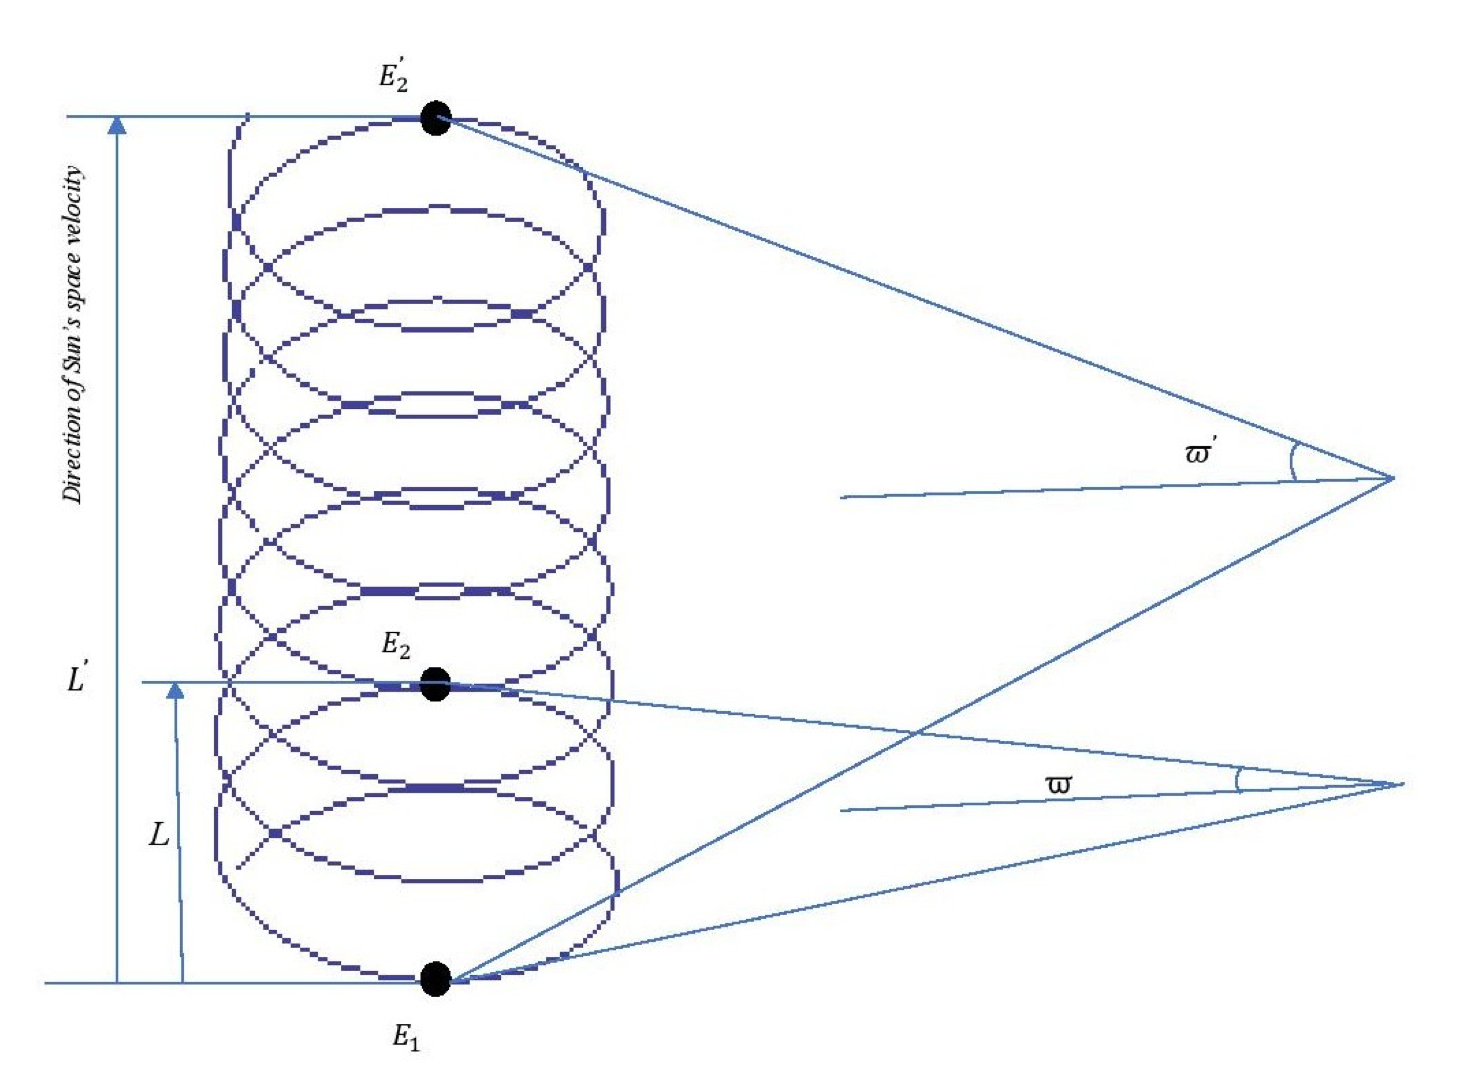 E₂′
Direction of Sun's space velocity
ϖ′
E₂
L′
ϖ
L
E₁